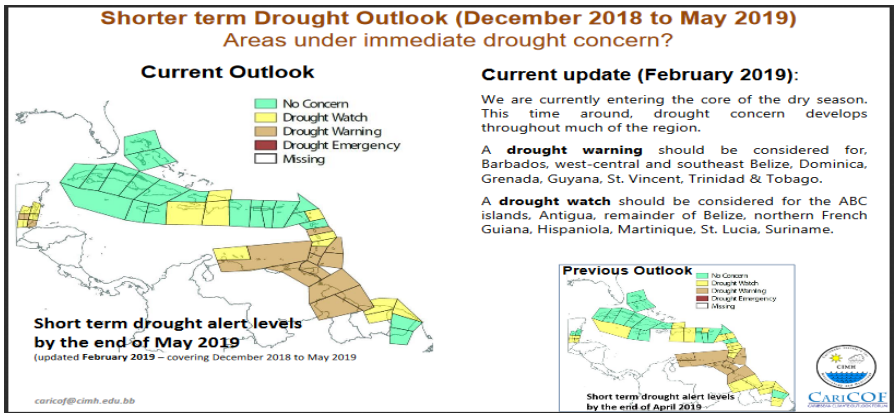 Shorter term Drought Outlook (December 2018 to May 2019)
Areas under immediate drought concern?
Current Outlook
No Concern
Drought Watch
Drought Warning
Drought Emergency
Missing
Short term drought alert levels
by the end of May 2019
(updated February 2019 – covering December 2018 to May 2019
caricof@cimh.edu.bb
Current update (February 2019):
We are currently entering the core of the dry season.
This time around, drought concern develops
throughout much of the region.
A drought warning should be considered for,
Barbados, west-central and southeast Belize, Dominica,
Grenada, Guyana, St. Vincent, Trinidad & Tobago.
A drought watch should be considered for the ABC
islands, Antigua, remainder of Belize, northern French
Guiana, Hispaniola, Martinique, St. Lucia, Suriname.
Previous Outlook
No Concern
Drought Watch
Drought Warning
Drought Emergency
Missing
Short term drought alert levels
by the end of April 2019
CIMH
CARICOF